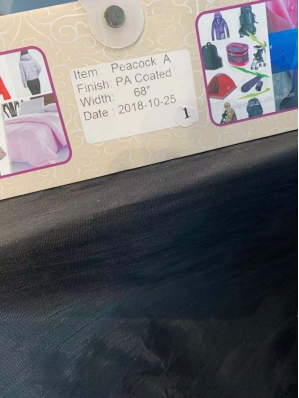 Item: Peacock A
Finish: PA Coated
Width: 68"
Date : 2018-10-25
1